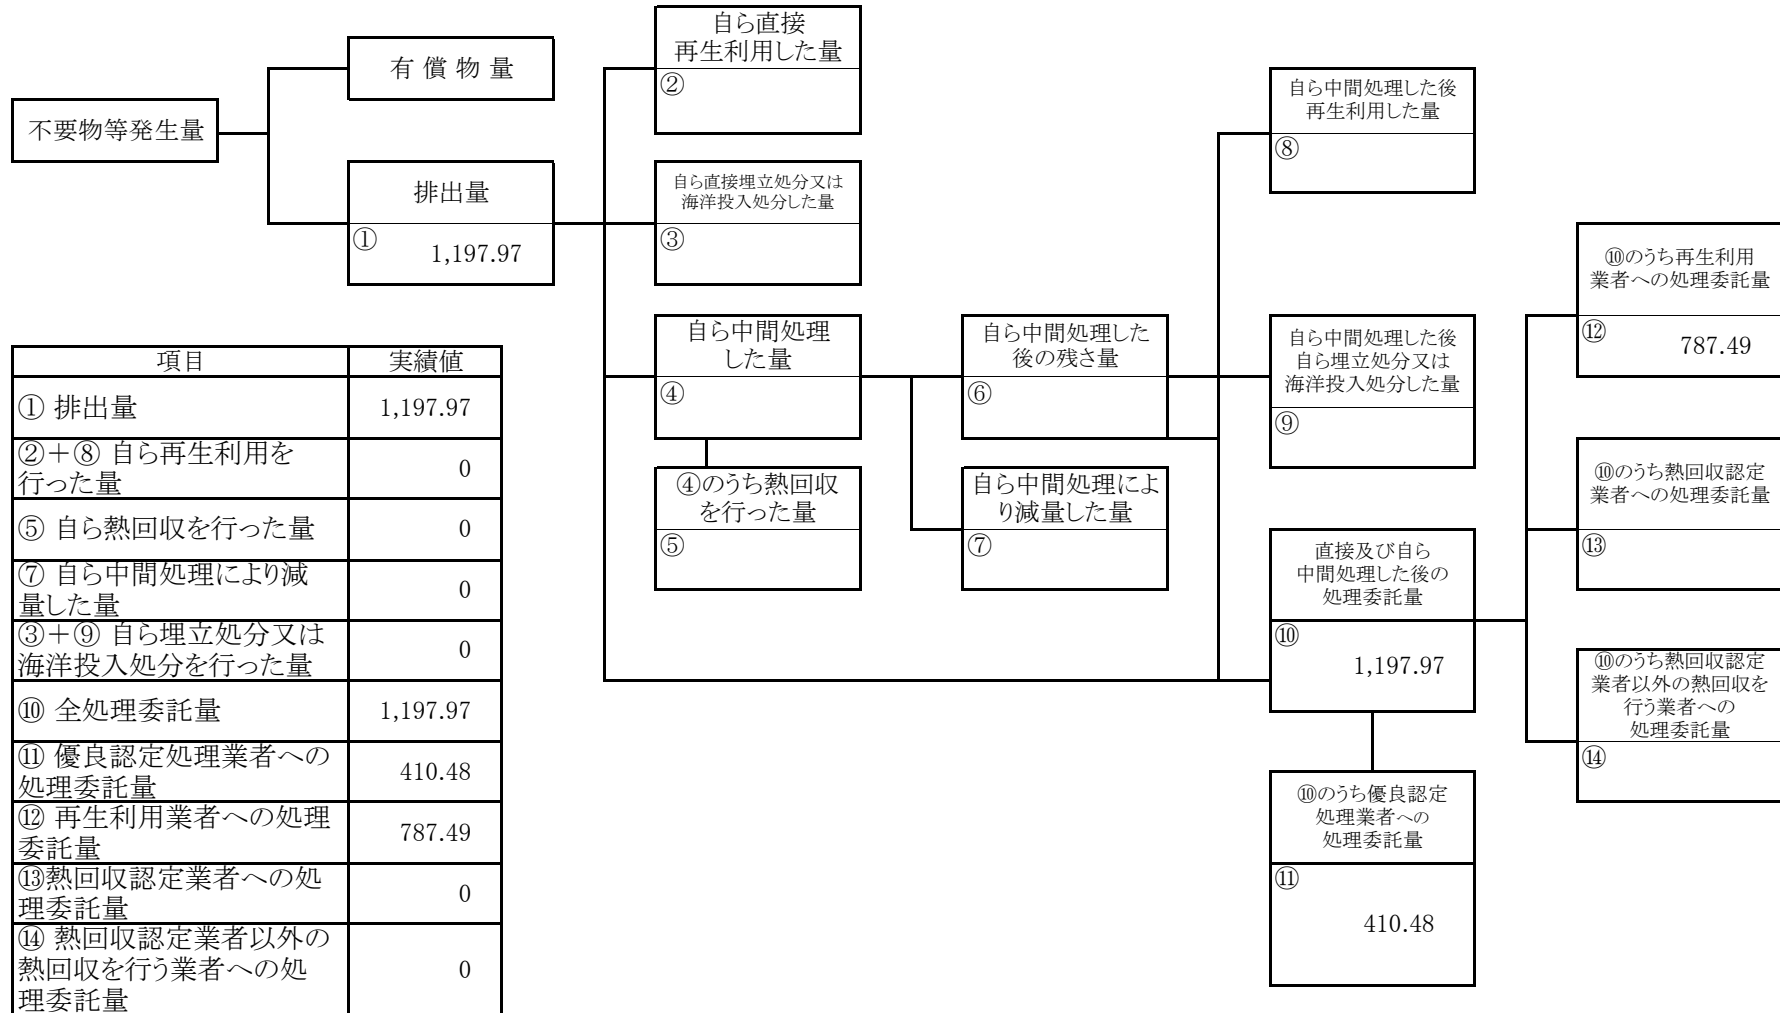 不要物等発生量
有償物量
排出量
①
1,197.97
自ら直接
再生利用した量
②
自ら直接埋立処分又は
海洋投入処分した量
③
自ら中間処理
した量
④
④のうち熱回収
を行った量
⑤
自ら中間処理した
後の残さ量
⑥
自ら中間処理によ
り減量した量
⑦
自ら中間処理した後
再生利用した量
⑧
自ら中間処理した後
自ら埋立処分又は
海洋投入処分した量
⑨
直接及び自ら
中間処理した後の
処理委託量
⑩
1,197.97
⑩のうち優良認定
処理業者への
処理委託量
⑪
410.48
⑩のうち再生利用
業者への処理委託量
⑫
787.49
⑩のうち熱回収認定
業者への処理委託量
⑬
⑩のうち熱回収認定
業者以外の熱回収を
行う業者への
処理委託量
⑭
項目 実績値
① 排出量 1,197.97
②+⑧ 自ら再生利用を
行った量 0
⑤ 自ら熱回収を行った量 0
⑦ 自ら中間処理により減
量した量 0
③+⑨ 自ら埋立処分又は
海洋投入処分を行った量 0
⑩ 全処理委託量 1,197.97
⑪ 優良認定処理業者への
処理委託量 410.48
⑫ 再生利用業者への処理
委託量 787.49
⑬熱回収認定業者への処
理委託量 0
⑭ 熱回収認定業者以外の
熱回収を行う業者への処
理委託量 0